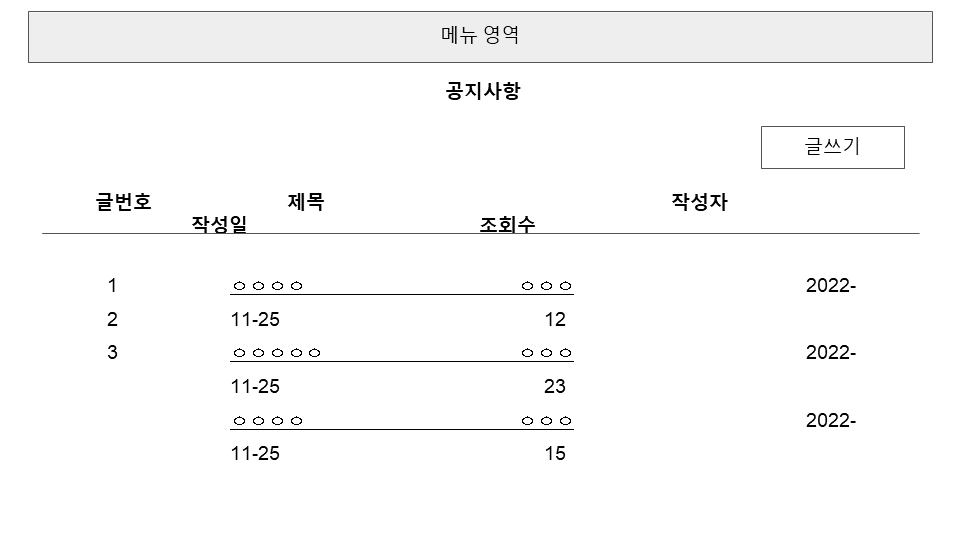 메뉴 영역
공지사항
글쓰기
글번호 제목 작성자
작성일 조회수
1 ㅇㅇㅇㅇ ㅇㅇㅇ 2022-
2 11-25 12
3 ㅇㅇㅇㅇㅇ ㅇㅇㅇ 2022-
11-25 23
ㅇㅇㅇㅇ ㅇㅇㅇ 2022-
11-25 15